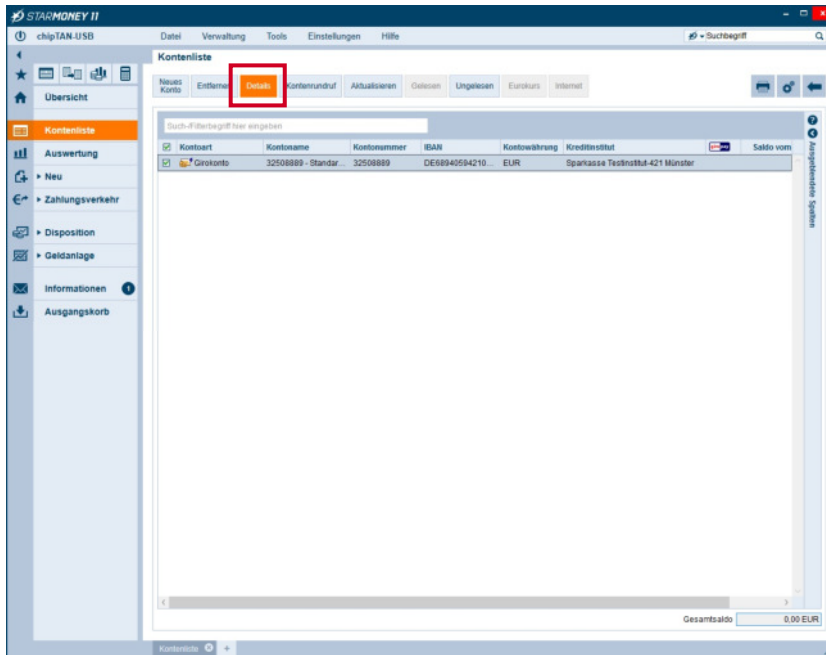 STARMONEY 11
chipTAN-USB Datei Verwaltung Tools Einstellungen Hilfe Suchbegriff
Kontenliste
Neues Konto Entfernen Details Kontenrundruf Aktualisieren Gelesen Ungelesen Eurokurs Internet
Übersicht
Kontenliste
Auswertung
Neu
Zahlungsverkehr
Disposition
Geldanlage
Informationen 1
Ausgangskorb
Such-/Filterbegriff hier eingeben
Kontoart Kontoname Kontonummer IBAN Kontowährung Kreditinstitut Saldo vom
Girokonto 32508889 - Standar... 32508889 DE68940594210... EUR Sparkasse Testinstitut-421 Münster
Ausgeblendete Spalten
Gesamtsaldo 0,00 EUR
Kontenliste